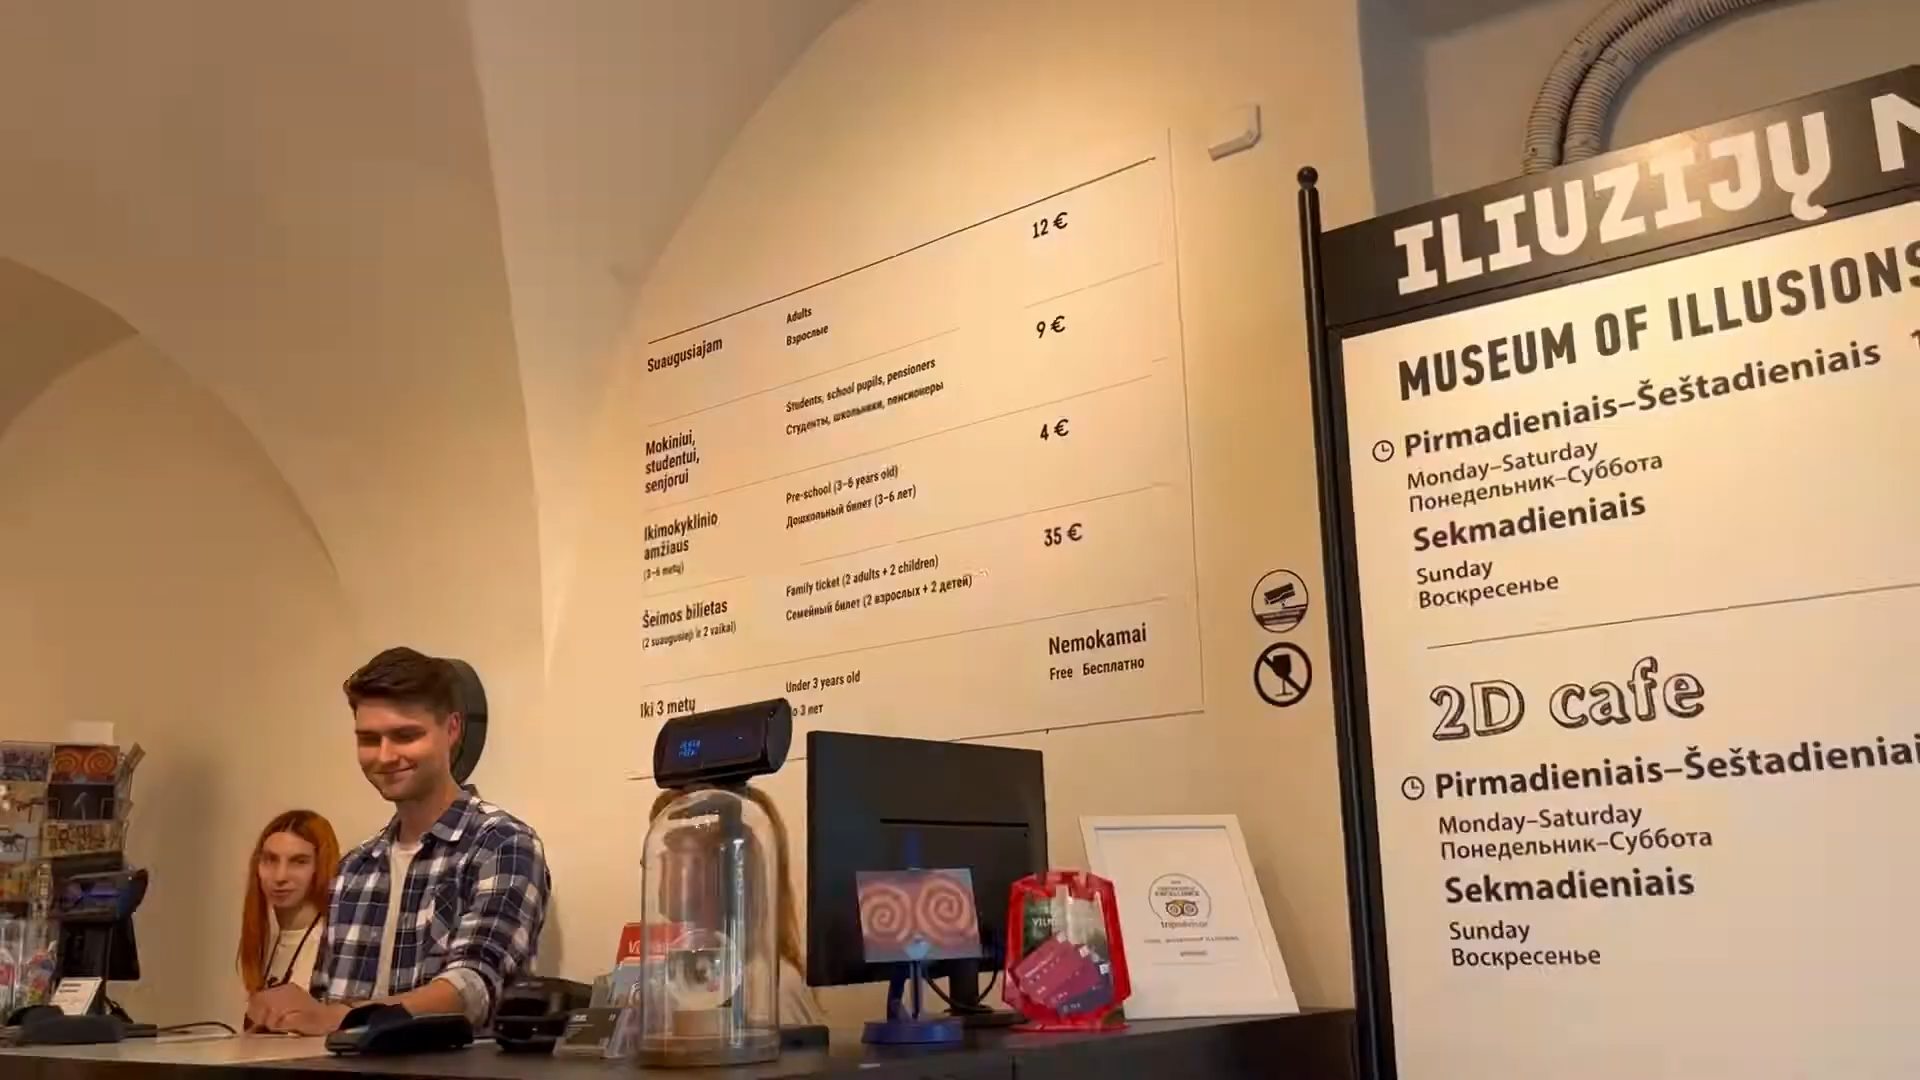 Suaugusiajam
Adults
Взрослые
12 €
Mokiniui,
studentui,
senjorui
Students, school pupils, pensioners
Студенты, школьники, пенсионеры
9 €
Ikimokyklinio
amžiaus
(3–6 metų)
Pre-school (3–6 years old)
Дошкольный билет (3–6 лет)
4 €
Šeimos bilietas
(2 suaugusieji ir 2 vaikai)
Family ticket (2 adults + 2 children)
Семейный билет (2 взрослых + 2 детей)
35 €
Iki 3 metų
Under 3 years old
3 лет
Nemokamai
Free Бесплатно
ILIUZIJŲ
MUSEUM OF ILLUSIONS
Pirmadieniais–Šeštadieniais
Monday–Saturday
Понедельник–Суббота
Sekmadieniais
Sunday
Воскресенье
2D cafe
Pirmadieniais–Šeštadieniai
Monday–Saturday
Понедельник–Суббота
Sekmadieniais
Sunday
Воскресенье